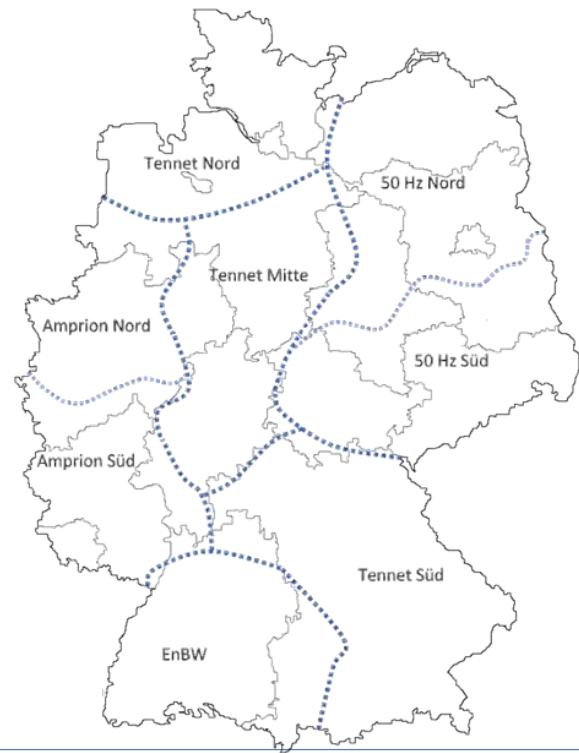 Tennet Nord
50 Hz Nord
Tennet Mitte
Amprion Nord
50 Hz Süd
Amprion Süd
Tennet Süd
EnBW